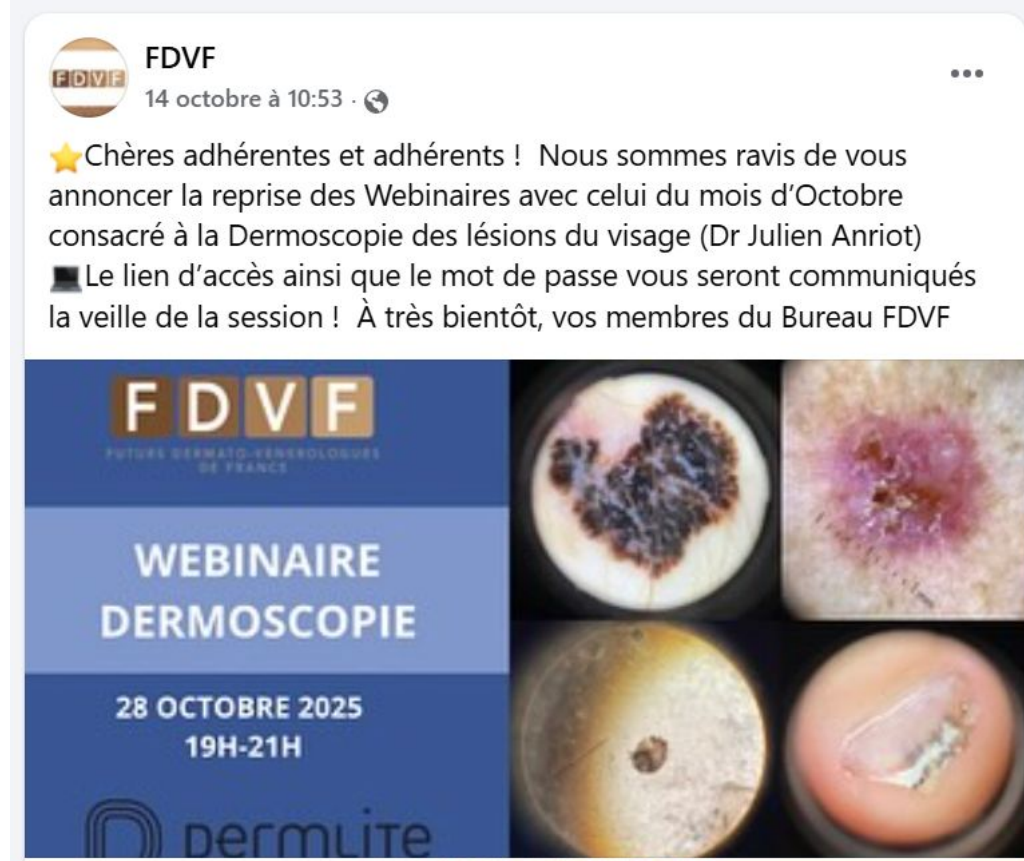 FDVF
FDVF
14 octobre à 10:53 ·
Chères adhérentes et adhérents ! Nous sommes ravis de vous
annoncer la reprise des Webinaires avec celui du mois d’Octobre
consacré à la Dermoscopie des lésions du visage (Dr Julien Anriot)
Le lien d’accès ainsi que le mot de passe vous seront communiqués
la veille de la session ! À très bientôt, vos membres du Bureau FDVF
FDVF
FUTURS DERMATO-VENEROLOGUES
DE FRANCE
WEBINAIRE
DERMOSCOPIE
28 OCTOBRE 2025
19H-21H
DERMLITE